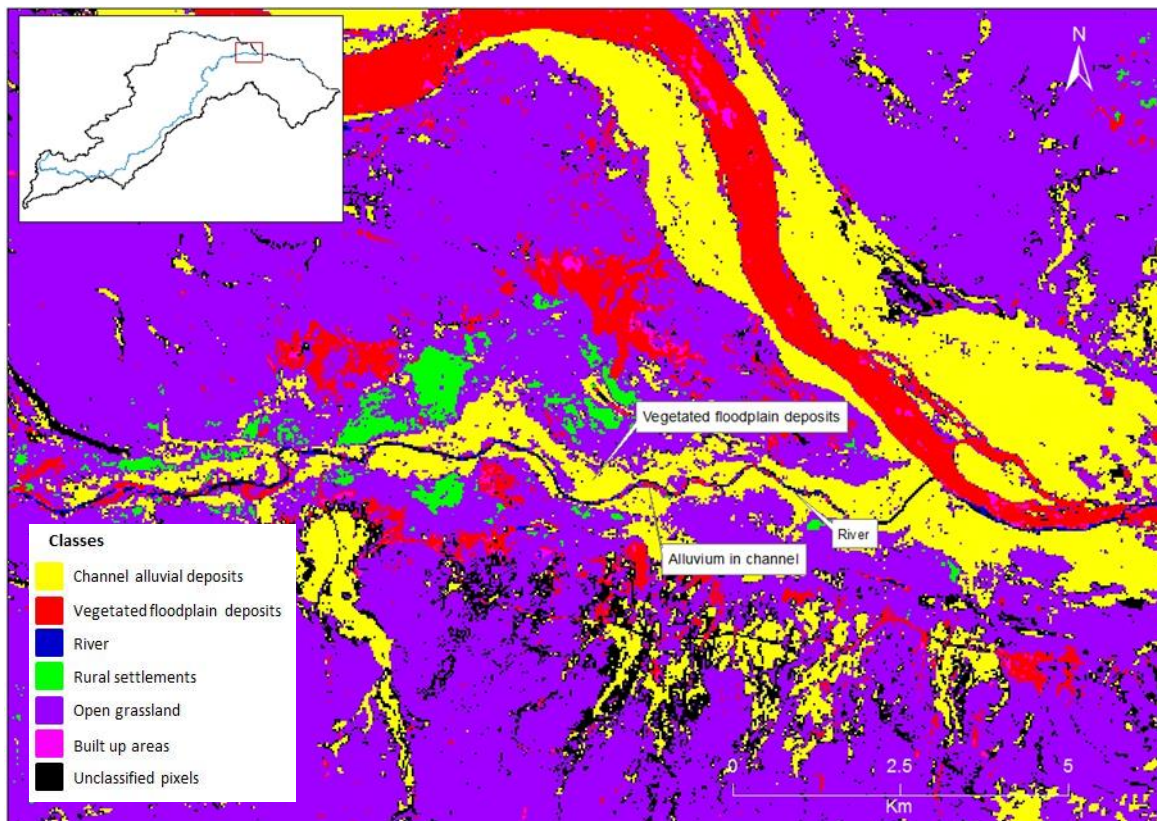 N
Vegetated floodplain deposits
River
Alluvium in channel
Classes
Channel alluvial deposits
Vegetated floodplain deposits
River
Rural settlements
Open grassland
Built up areas
Unclassified pixels
0 2.5 5
Km